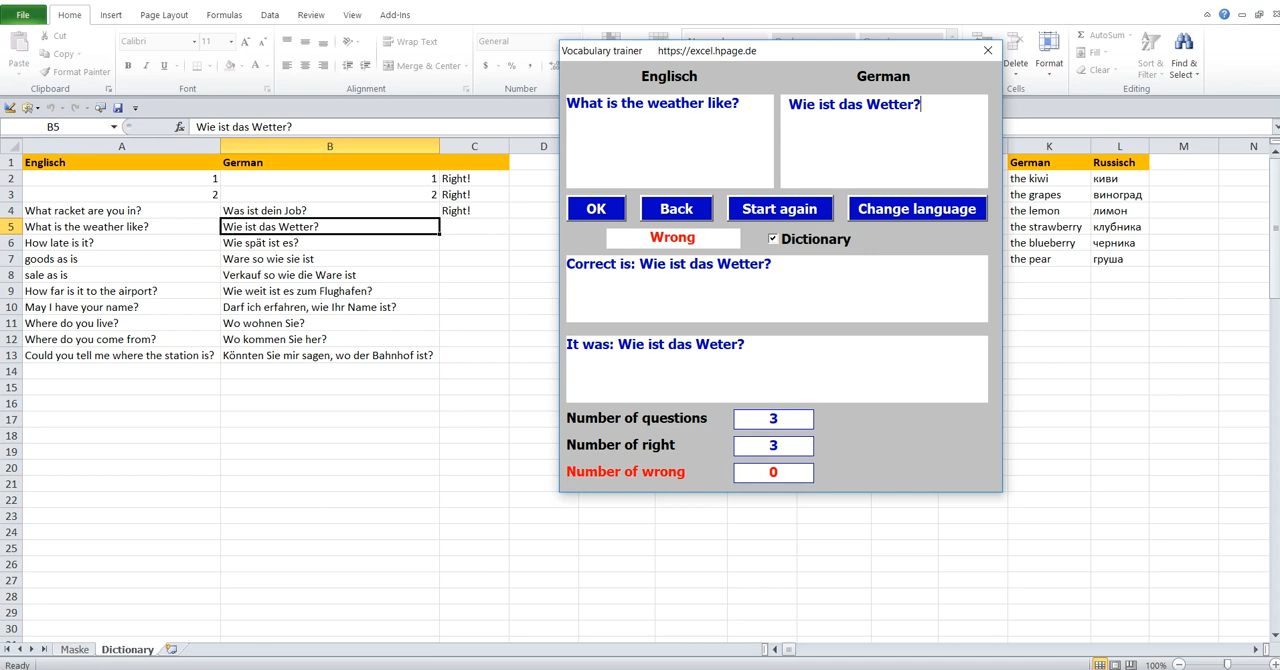 File Home Insert Page Layout Formulas Data Review View Add-Ins
Cut
Copy
Format Painter
Paste
Calibri 11
Wrap Text
Merge & Center
General
Delete Format
AutoSum
Fill
Clear
Sort & Filter
Find & Select
Clipboard Font Alignment Number Cells Editing
B5 fx Wie ist das Wetter?
A B C D K L M N
1 Englisch German German Russisch
2 1 1 Right! the kiwi киви
3 2 2 Right! the grapes виноград
4 What racket are you in? Was ist dein Job? Right! the lemon лимон
5 What is the weather like? Wie ist das Wetter? the strawberry клубника
6 How late is it? Wie spät ist es? the blueberry черника
7 goods as is Ware so wie sie ist the pear груша
8 sale as is Verkauf so wie die Ware ist
9 How far is it to the airport? Wie weit ist es zum Flughafen?
10 May I have your name? Darf ich erfahren, wie Ihr Name ist?
11 Where do you live? Wo wohnen Sie?
12 Where do you come from? Wo kommen Sie her?
13 Could you tell me where the station is? Könnten Sie mir sagen, wo der Bahnhof ist?
14
15
16
17
18
19
20
21
22
23
24
25
26
27
28
29
30
Vocabulary trainer https://excel.hpage.de
Englisch German
What is the weather like? Wie ist das Wetter?
OK Back Start again Change language
Wrong Dictionary
Correct is: Wie ist das Wetter?
It was: Wie ist das Weter?
Number of questions 3
Number of right 3
Number of wrong 0
Maske Dictionary
Ready 100%